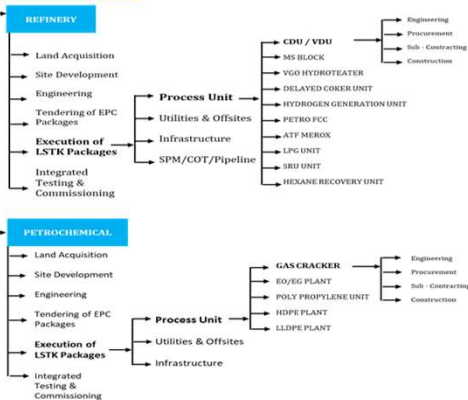 REFINERY
Land Acquisition
Site Development
Engineering
Tendering of EPC
Packages
Execution of
LSTK Packages
Integrated
Testing &
Commissioning
Process Unit
Utilities & Offsites
Infrastructure
SPM/COT/Pipeline
CDU / VDU
MS BLOCK
VGO HYDROTEATER
DELAYED COKER UNIT
HYDROGEN GENERATION UNIT
PETRO FCC
ATF MEROX
LPG UNIT
SRU UNIT
HEXANE RECOVERY UNIT
Engineering
Procurement
Sub - Contracting
Construction
PETROCHEMICAL
Land Acquisition
Site Development
Engineering
Tendering of EPC
Packages
Execution of
LSTK Packages
Integrated
Testing &
Commissioning
Process Unit
Utilities & Offsites
Infrastructure
GAS CRACKER
EO/EG PLANT
POLY PROPYLENE UNIT
HDPE PLANT
LLDPE PLANT
Engineering
Procurement
Sub - Contracting
Construction